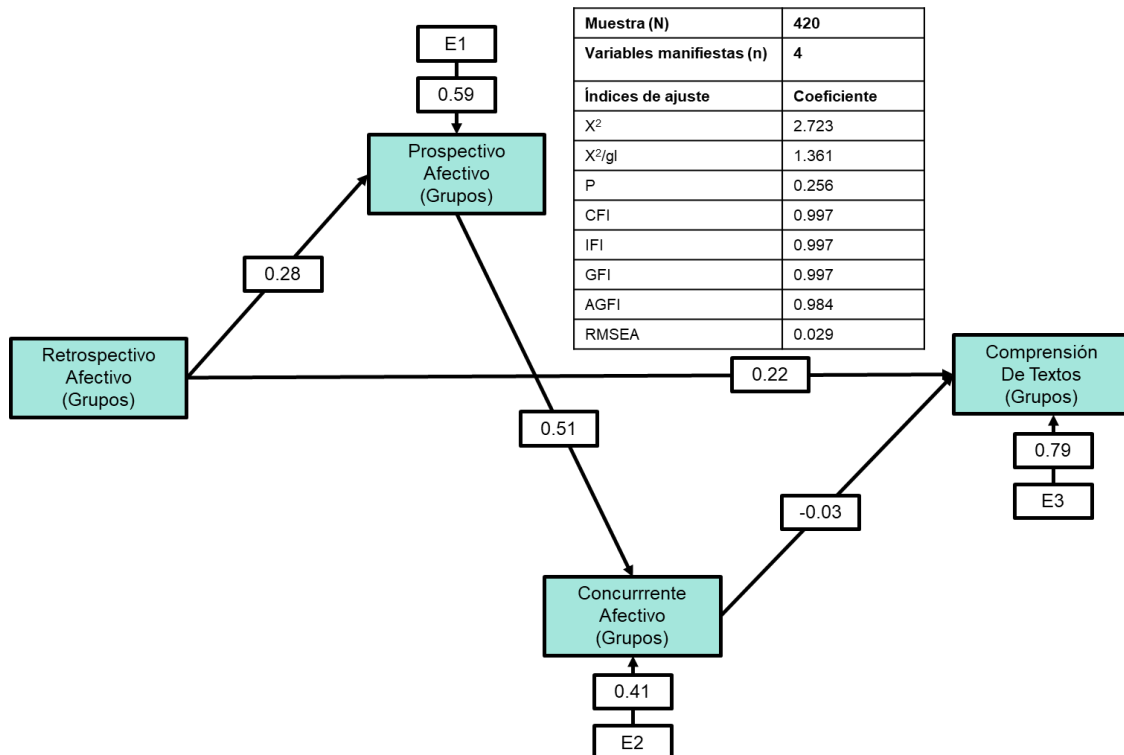 Muestra (N) 420
Variables manifiestas (n) 4
Índices de ajuste Coeficiente
X² 2.723
X²/gl 1.361
P 0.256
CFI 0.997
IFI 0.997
GFI 0.997
AGFI 0.984
RMSEA 0.029
E1
0.59
Prospectivo
Afectivo
(Grupos)
0.28
Retrospectivo
Afectivo
(Grupos)
0.22
Comprensión
De Textos
(Grupos)
0.51
0.79
E3
-0.03
Concurrrente
Afectivo
(Grupos)
0.41
E2